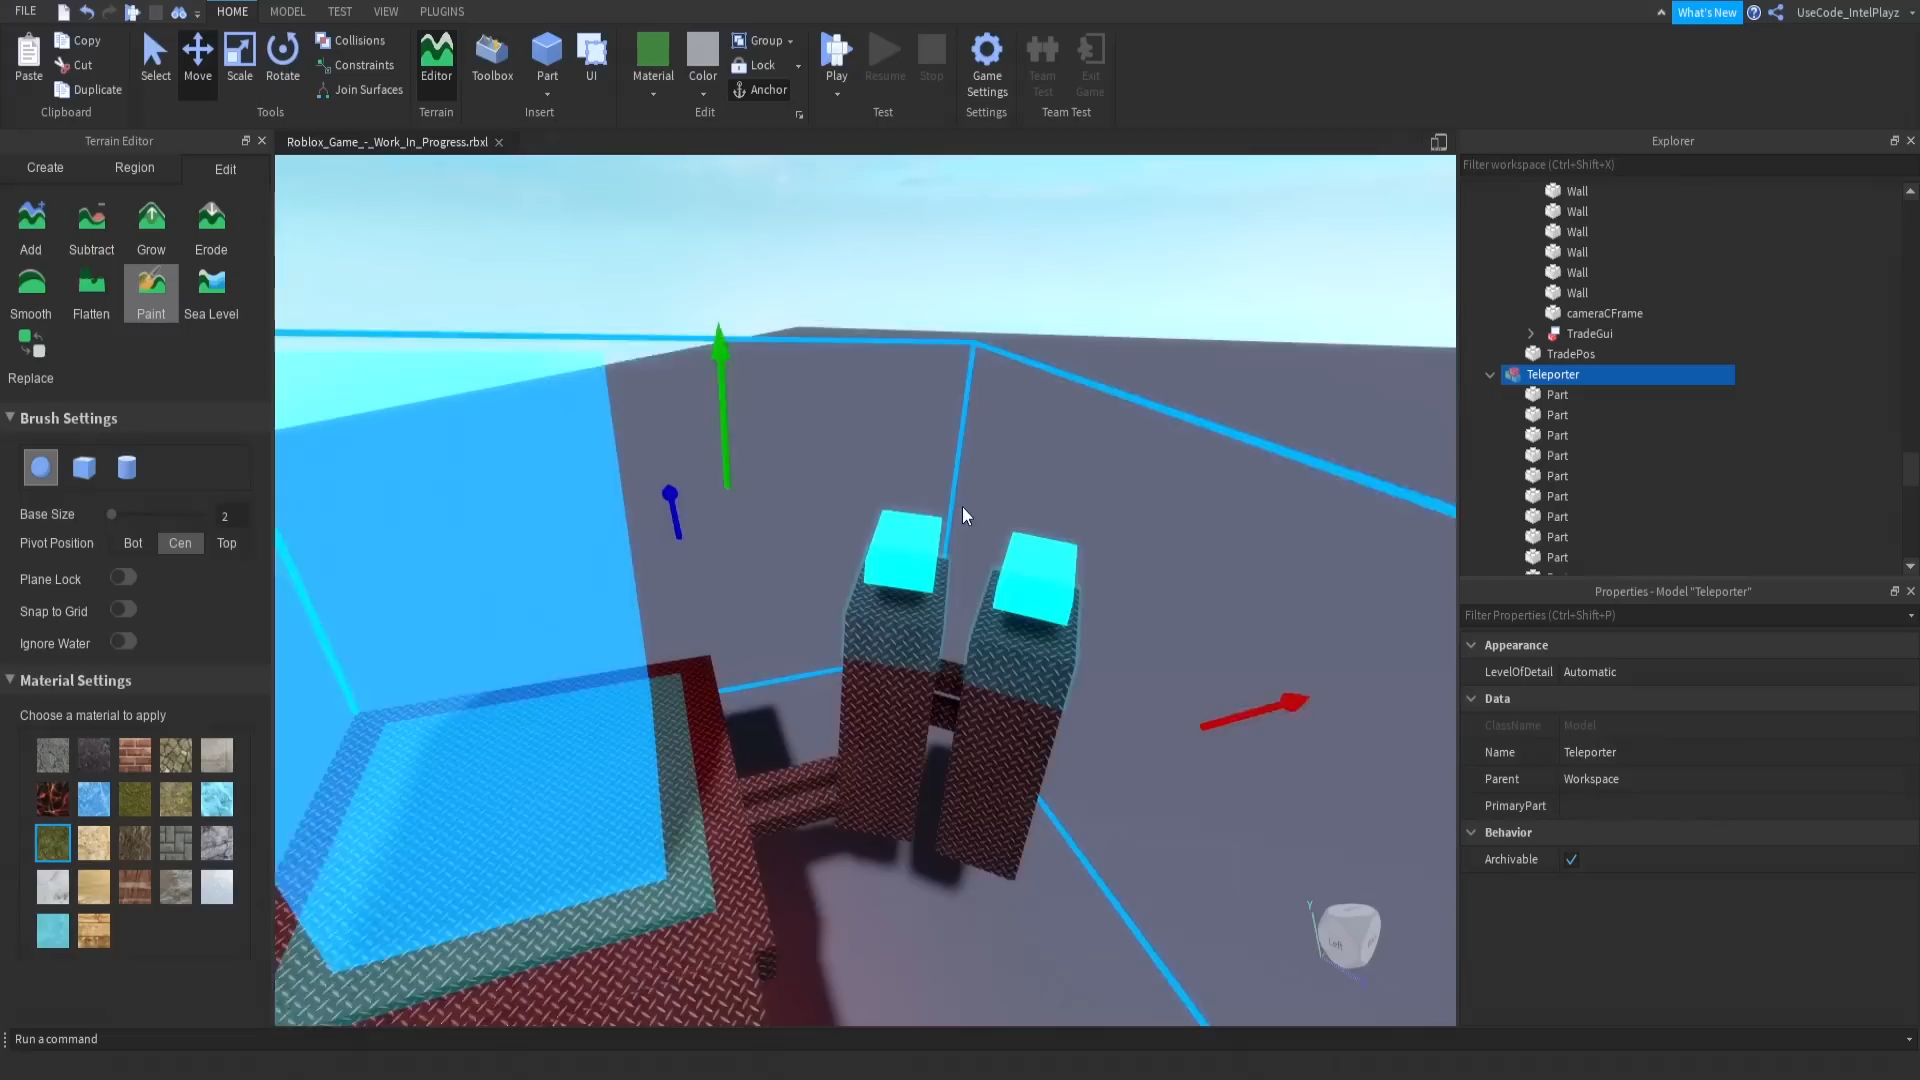 FILE HOME MODEL TEST VIEW PLUGINS What's New UseCode_IntelPlayz
Paste Copy Cut Duplicate
Clipboard
Select Move Scale Rotate Collisions Constraints Join Surfaces
Tools
Editor
Terrain
Toolbox Part UI
Insert
Material Color Group Lock Anchor
Edit
Play Resume Stop
Test
Game Settings
Settings
Team Test Exit Game
Team Test
Terrain Editor
Create Region Edit
Add Subtract Grow Erode
Smooth Flatten Paint Sea Level
Replace
Brush Settings
Base Size 2
Pivot Position Bot Cen Top
Plane Lock
Snap to Grid
Ignore Water
Material Settings
Choose a material to apply
Roblox_Game_-_Work_In_Progress.rbxl
Y
Left
Explorer
Filter workspace (Ctrl+Shift+X)
Wall
Wall
Wall
Wall
Wall
Wall
cameraCFrame
TradeGui
TradePos
Teleporter
Part
Part
Part
Part
Part
Part
Part
Part
Part
Properties - Model "Teleporter"
Filter Properties (Ctrl+Shift+P)
Appearance
LevelOfDetail Automatic
Data
ClassName Model
Name Teleporter
Parent Workspace
PrimaryPart
Behavior
Archivable
Run a command